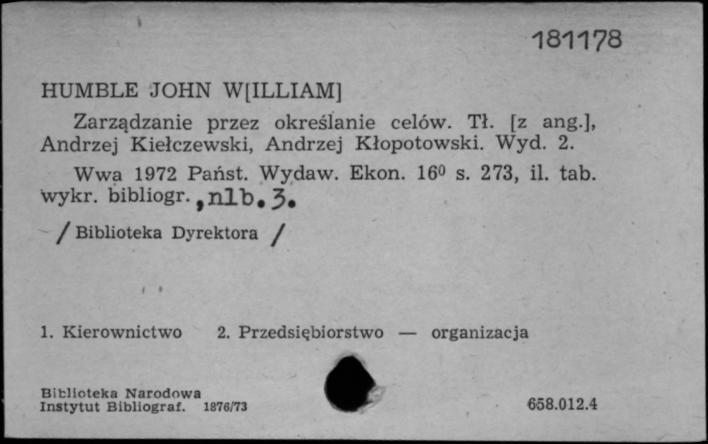 181178
HUMBLE JOHN W[ILLIAM]
Zarządzanie przez określanie celów. Tł. [z ang.],
Andrzej Kiełczewski, Andrzej Kłopotowski. Wyd. 2.
Wwa 1972 Państ. Wydaw. Ekon. 16⁰ s. 273, il. tab.
wykr. bibliogr. , nlb. 3.
/ Biblioteka Dyrektora /
1. Kierownictwo 2. Przedsiębiorstwo — organizacja
Biblioteka Narodowa
Instytut Bibliograf. 1876/73 658.012.4